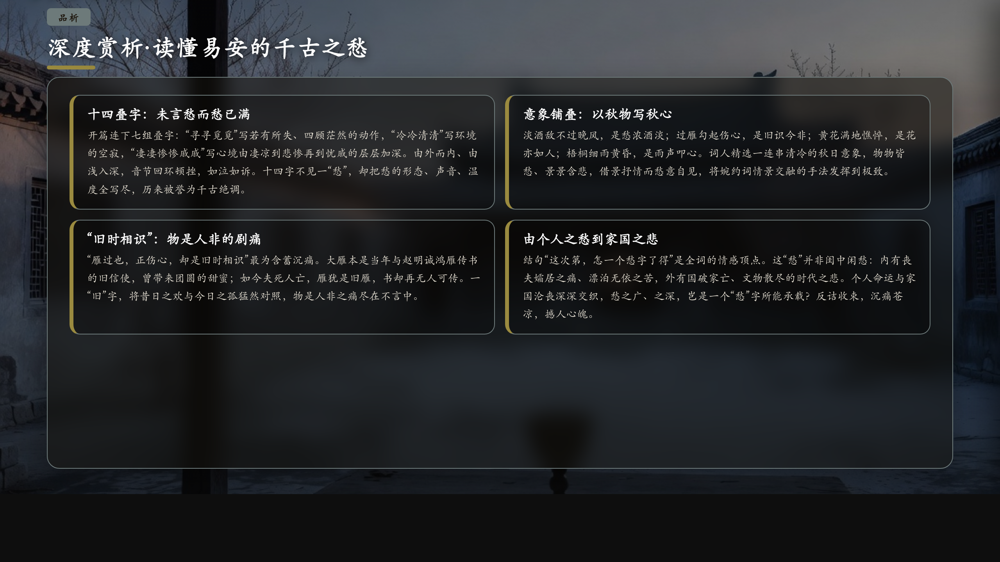 品析
深度赏析·读懂易安的千古之愁
十四叠字：未言愁而愁已满
开篇连下七组叠字：“寻寻觅觅”写若有所失、四顾茫然的动作，“冷冷清清”写环境
的空寂，“凄凄惨惨戚戚”写心境由凄凉到悲惨再到忧戚的层层加深。由外而内、由
浅入深，音节回环顿挫，如泣如诉。十四字不见一“愁”，却把愁的形态、声音、温
度全写尽，历来被誉为千古绝调。
意象铺叠：以秋物写秋心
淡酒敌不过晚风，是愁浓酒淡；过雁勾起伤心，是旧识今非；黄花满地憔悴，是花
亦如人；梧桐细雨黄昏，是雨声叩心。词人精选一连串清冷的秋日意象，物物皆
愁、景景含悲，借景抒情而愁意自见，将婉约词情景交融的手法发挥到极致。
“旧时相识”：物是人非的剧痛
“雁过也，正伤心，却是旧时相识”最为含蓄沉痛。大雁本是当年与赵明诚鸿雁传书
的旧信使，曾带来团圆的甜蜜；如今夫死人亡，雁犹是旧雁，书却再无人可传。一
“旧”字，将昔日之欢与今日之孤猛然对照，物是人非之痛尽在不言中。
由个人之愁到家国之悲
结句“这次第，怎一个愁字了得”是全词的情感顶点。这“愁”并非闺中闲愁：内有丧
夫孀居之痛、漂泊无依之苦，外有国破家亡、文物散尽的时代之悲。个人命运与家
国沦丧深深交织，愁之广、之深，岂是一个“愁”字所能承载？反诘收束，沉痛苍
凉，撼人心魄。